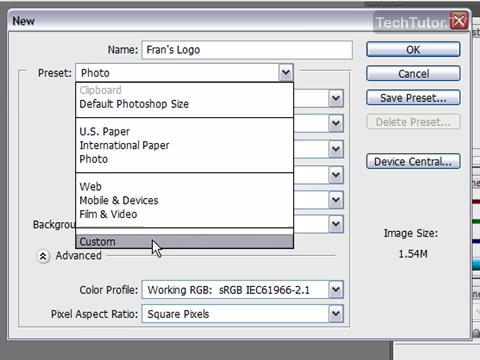 New
TechTutor.T
Name: Fran's Logo
OK
Preset: Photo
Cancel
Clipboard
Default Photoshop Size
Save Preset...
Delete Preset...
U.S. Paper
International Paper
Photo
Device Central...
Web
Mobile & Devices
Film & Video
Custom
Advanced
Image Size:
1.54M
Color Profile: Working RGB: sRGB IEC61966-2.1
Pixel Aspect Ratio: Square Pixels